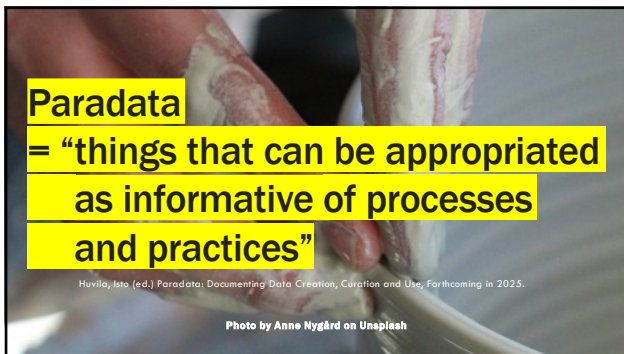 Paradata
= “things that can be appropriated
as informative of processes
and practices”
Huvila, Isto (ed.) Paradata: Documenting Data Creation, Curation and Use, Forthcoming in 2025.
Photo by Anne Nygård on Unsplash